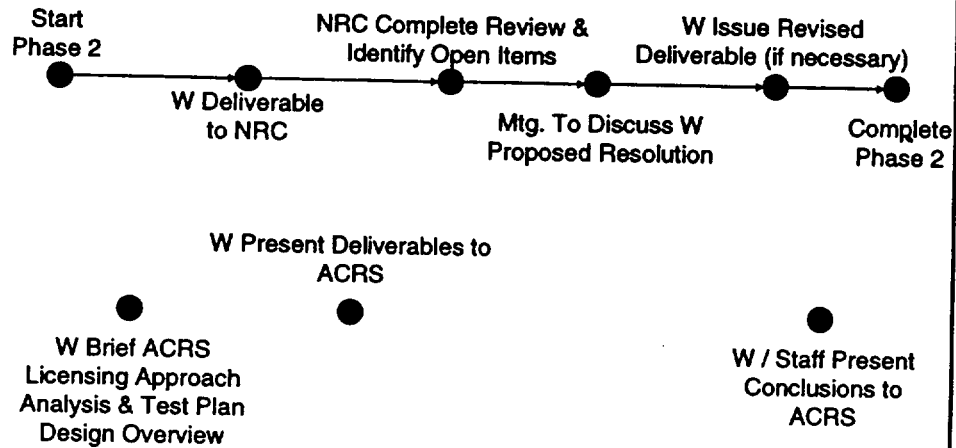 Start
Phase 2
NRC Complete Review &
Identify Open Items
W Issue Revised
Deliverable (if necessary)
W Deliverable
to NRC
Mtg. To Discuss W
Proposed Resolution
Complete
Phase 2
W Present Deliverables to
ACRS
W Brief ACRS
Licensing Approach
Analysis & Test Plan
Design Overview
W / Staff Present
Conclusions to
ACRS